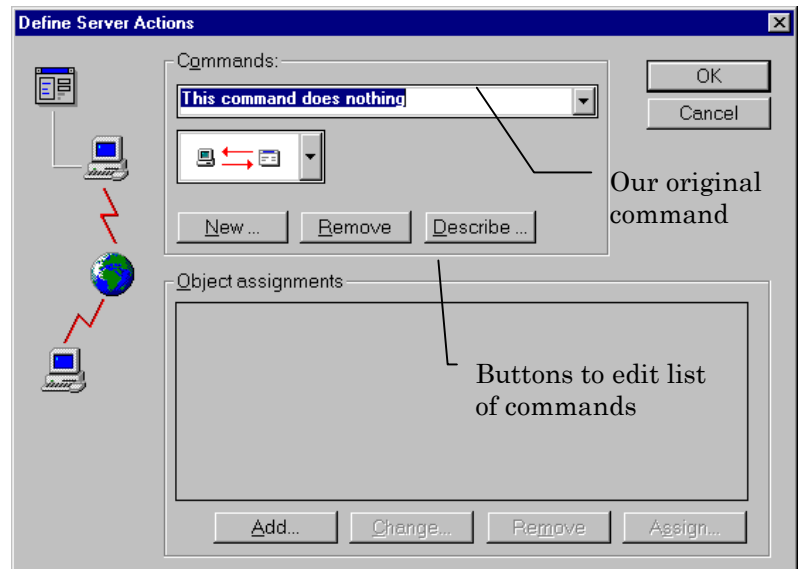 Define Server Actions
Commands:
This command does nothing
OK
Cancel
Our original
command
New ...
Remove
Describe ...
Object assignments
Buttons to edit list
of commands
Add...
Change...
Remove
Assign...